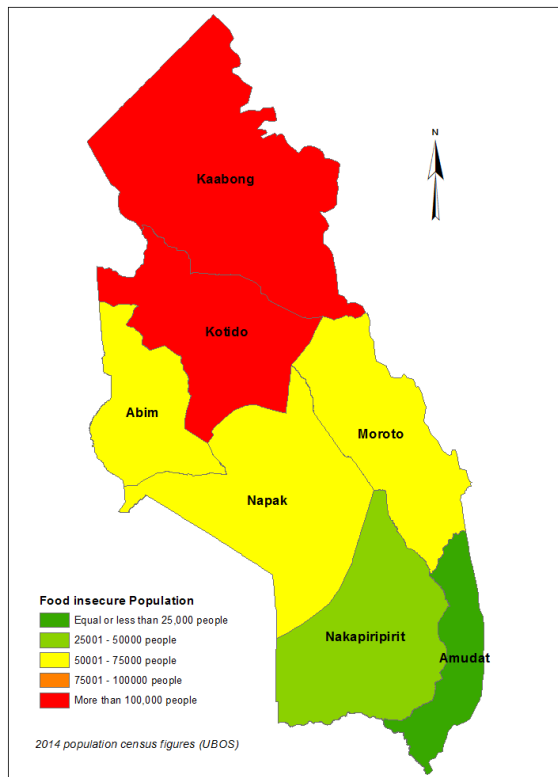 N
Kaabong
Kotido
Abim
Moroto
Napak
Nakapiripirit
Amudat
Food insecure Population
Equal or less than 25,000 people
25001 - 50000 people
50001 - 75000 people
75001 - 100000 people
More than 100,000 people
2014 population census figures (UBOS)